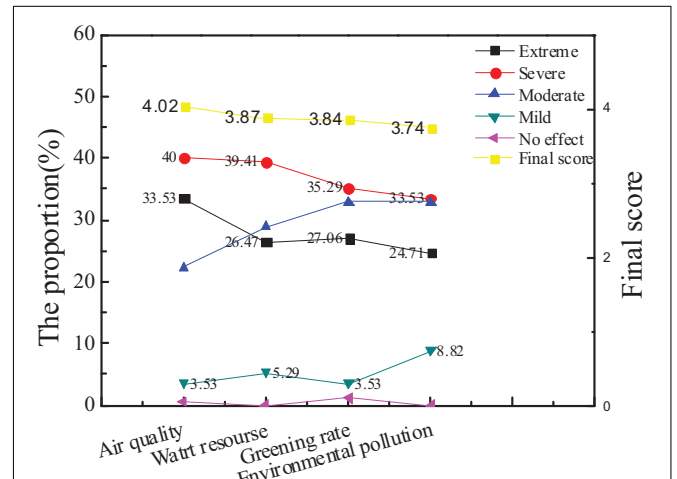 60
50
40
30
20
10
0
The proportion(%)
4
2
0
Final score
Extreme
Severe
Moderate
Mild
No effect
Final score
4.02
3.87
3.84
3.74
40
39.41
35.29
33.53
33.53
26.47
27.06
24.71
3.53
5.29
3.53
8.82
Air quality
Watrt resourse
Greening rate
Environmental pollution